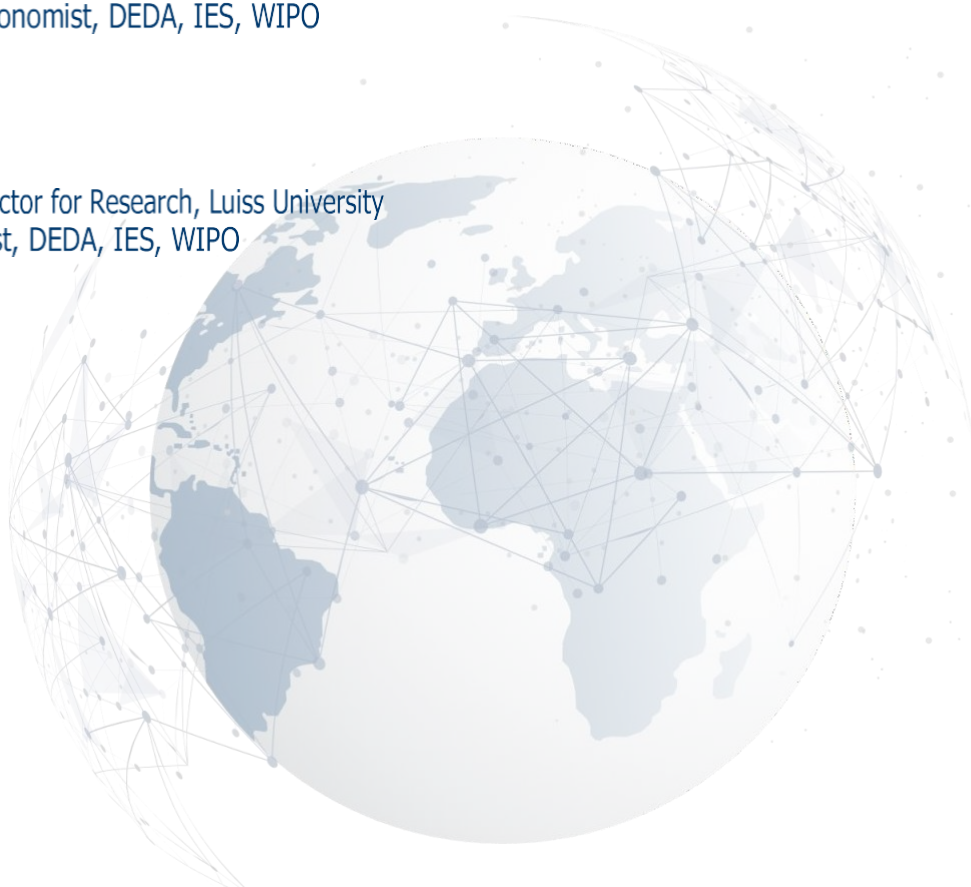 onomist, DEDA, IES, WIPO
ctor for Research, Luiss University
st, DEDA, IES, WIPO